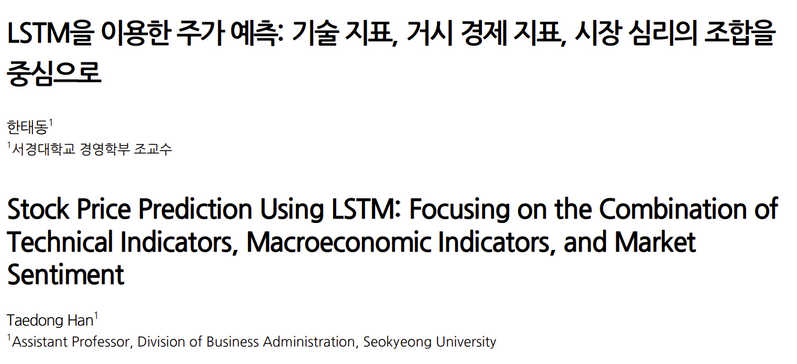 LSTM을 이용한 주가 예측: 기술 지표, 거시 경제 지표, 시장 심리의 조합을
중심으로
한태동1
1서경대학교 경영학부 조교수
Stock Price Prediction Using LSTM: Focusing on the Combination of
Technical Indicators, Macroeconomic Indicators, and Market
Sentiment
Taedong Han1
1Assistant Professor, Division of Business Administration, Seokyeong University